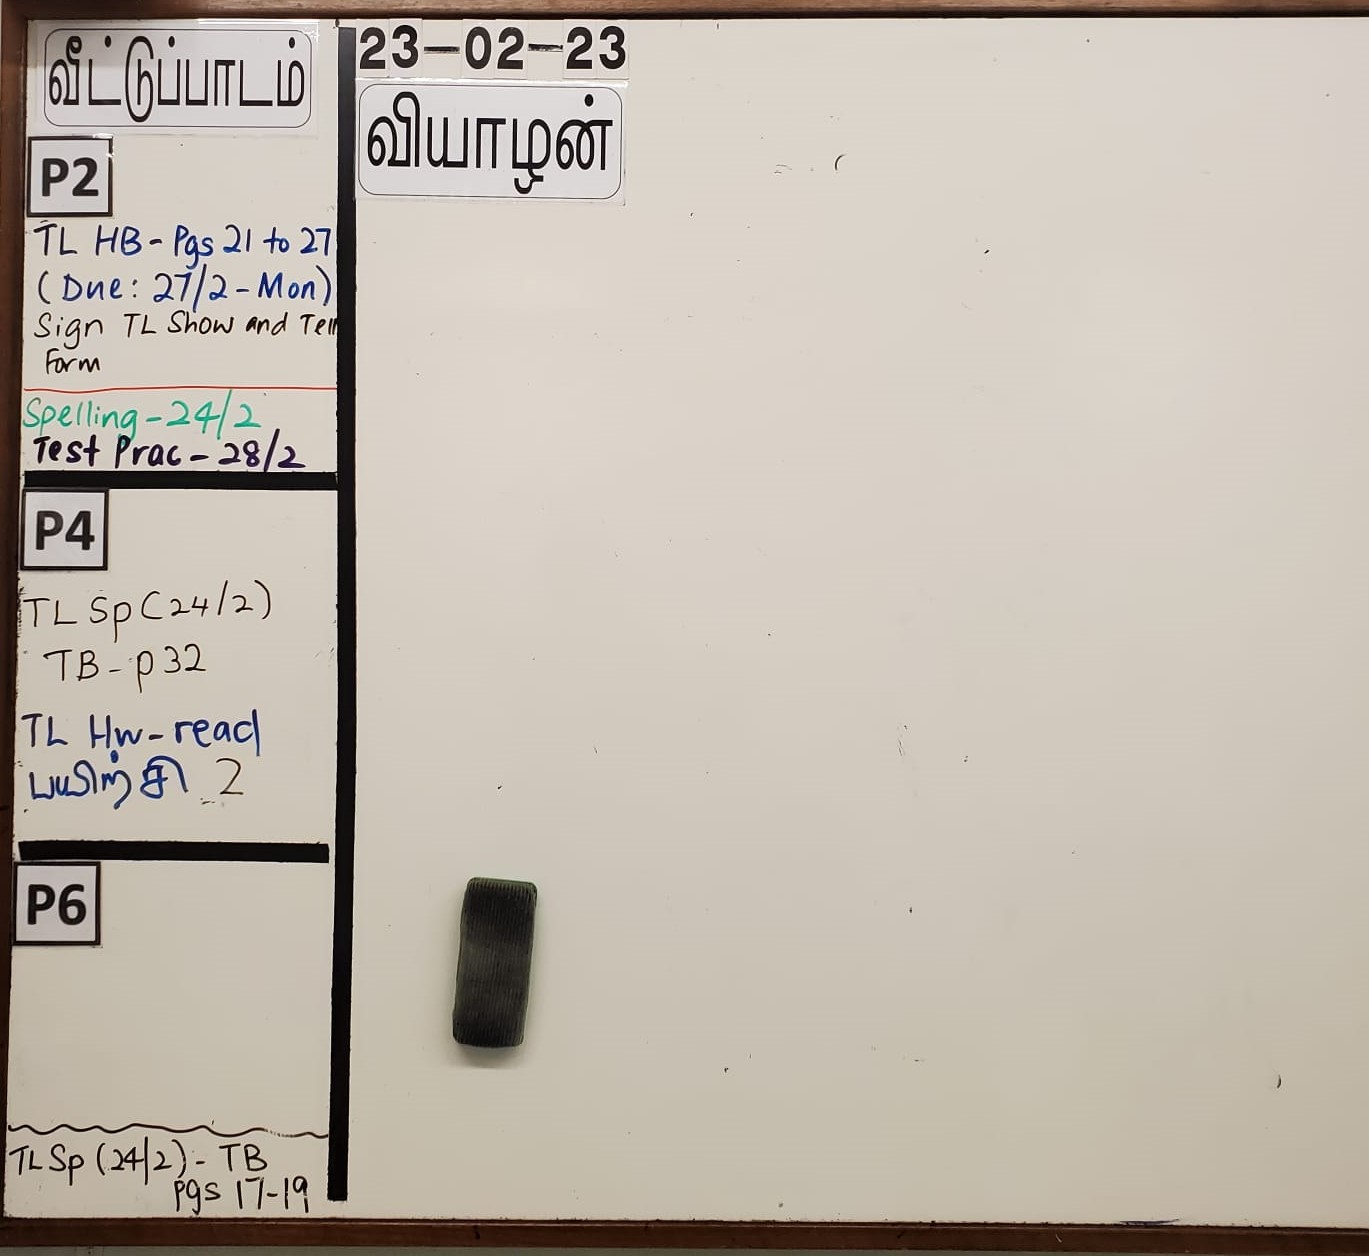 வீட்டுப்பாடம்
23-02-23
வியாழன்
P2
TL HB - Pgs 21 to 27
(Due: 27/2 - Mon)
Sign TL Show and Tell
Form
Spelling - 24/2
Test Prac - 28/2
P4
TL Sp (24/2)
TB - p 32
TL Hw - read
பயிற்சி 2
P6
TL Sp (24/2) - TB
Pgs 17-19